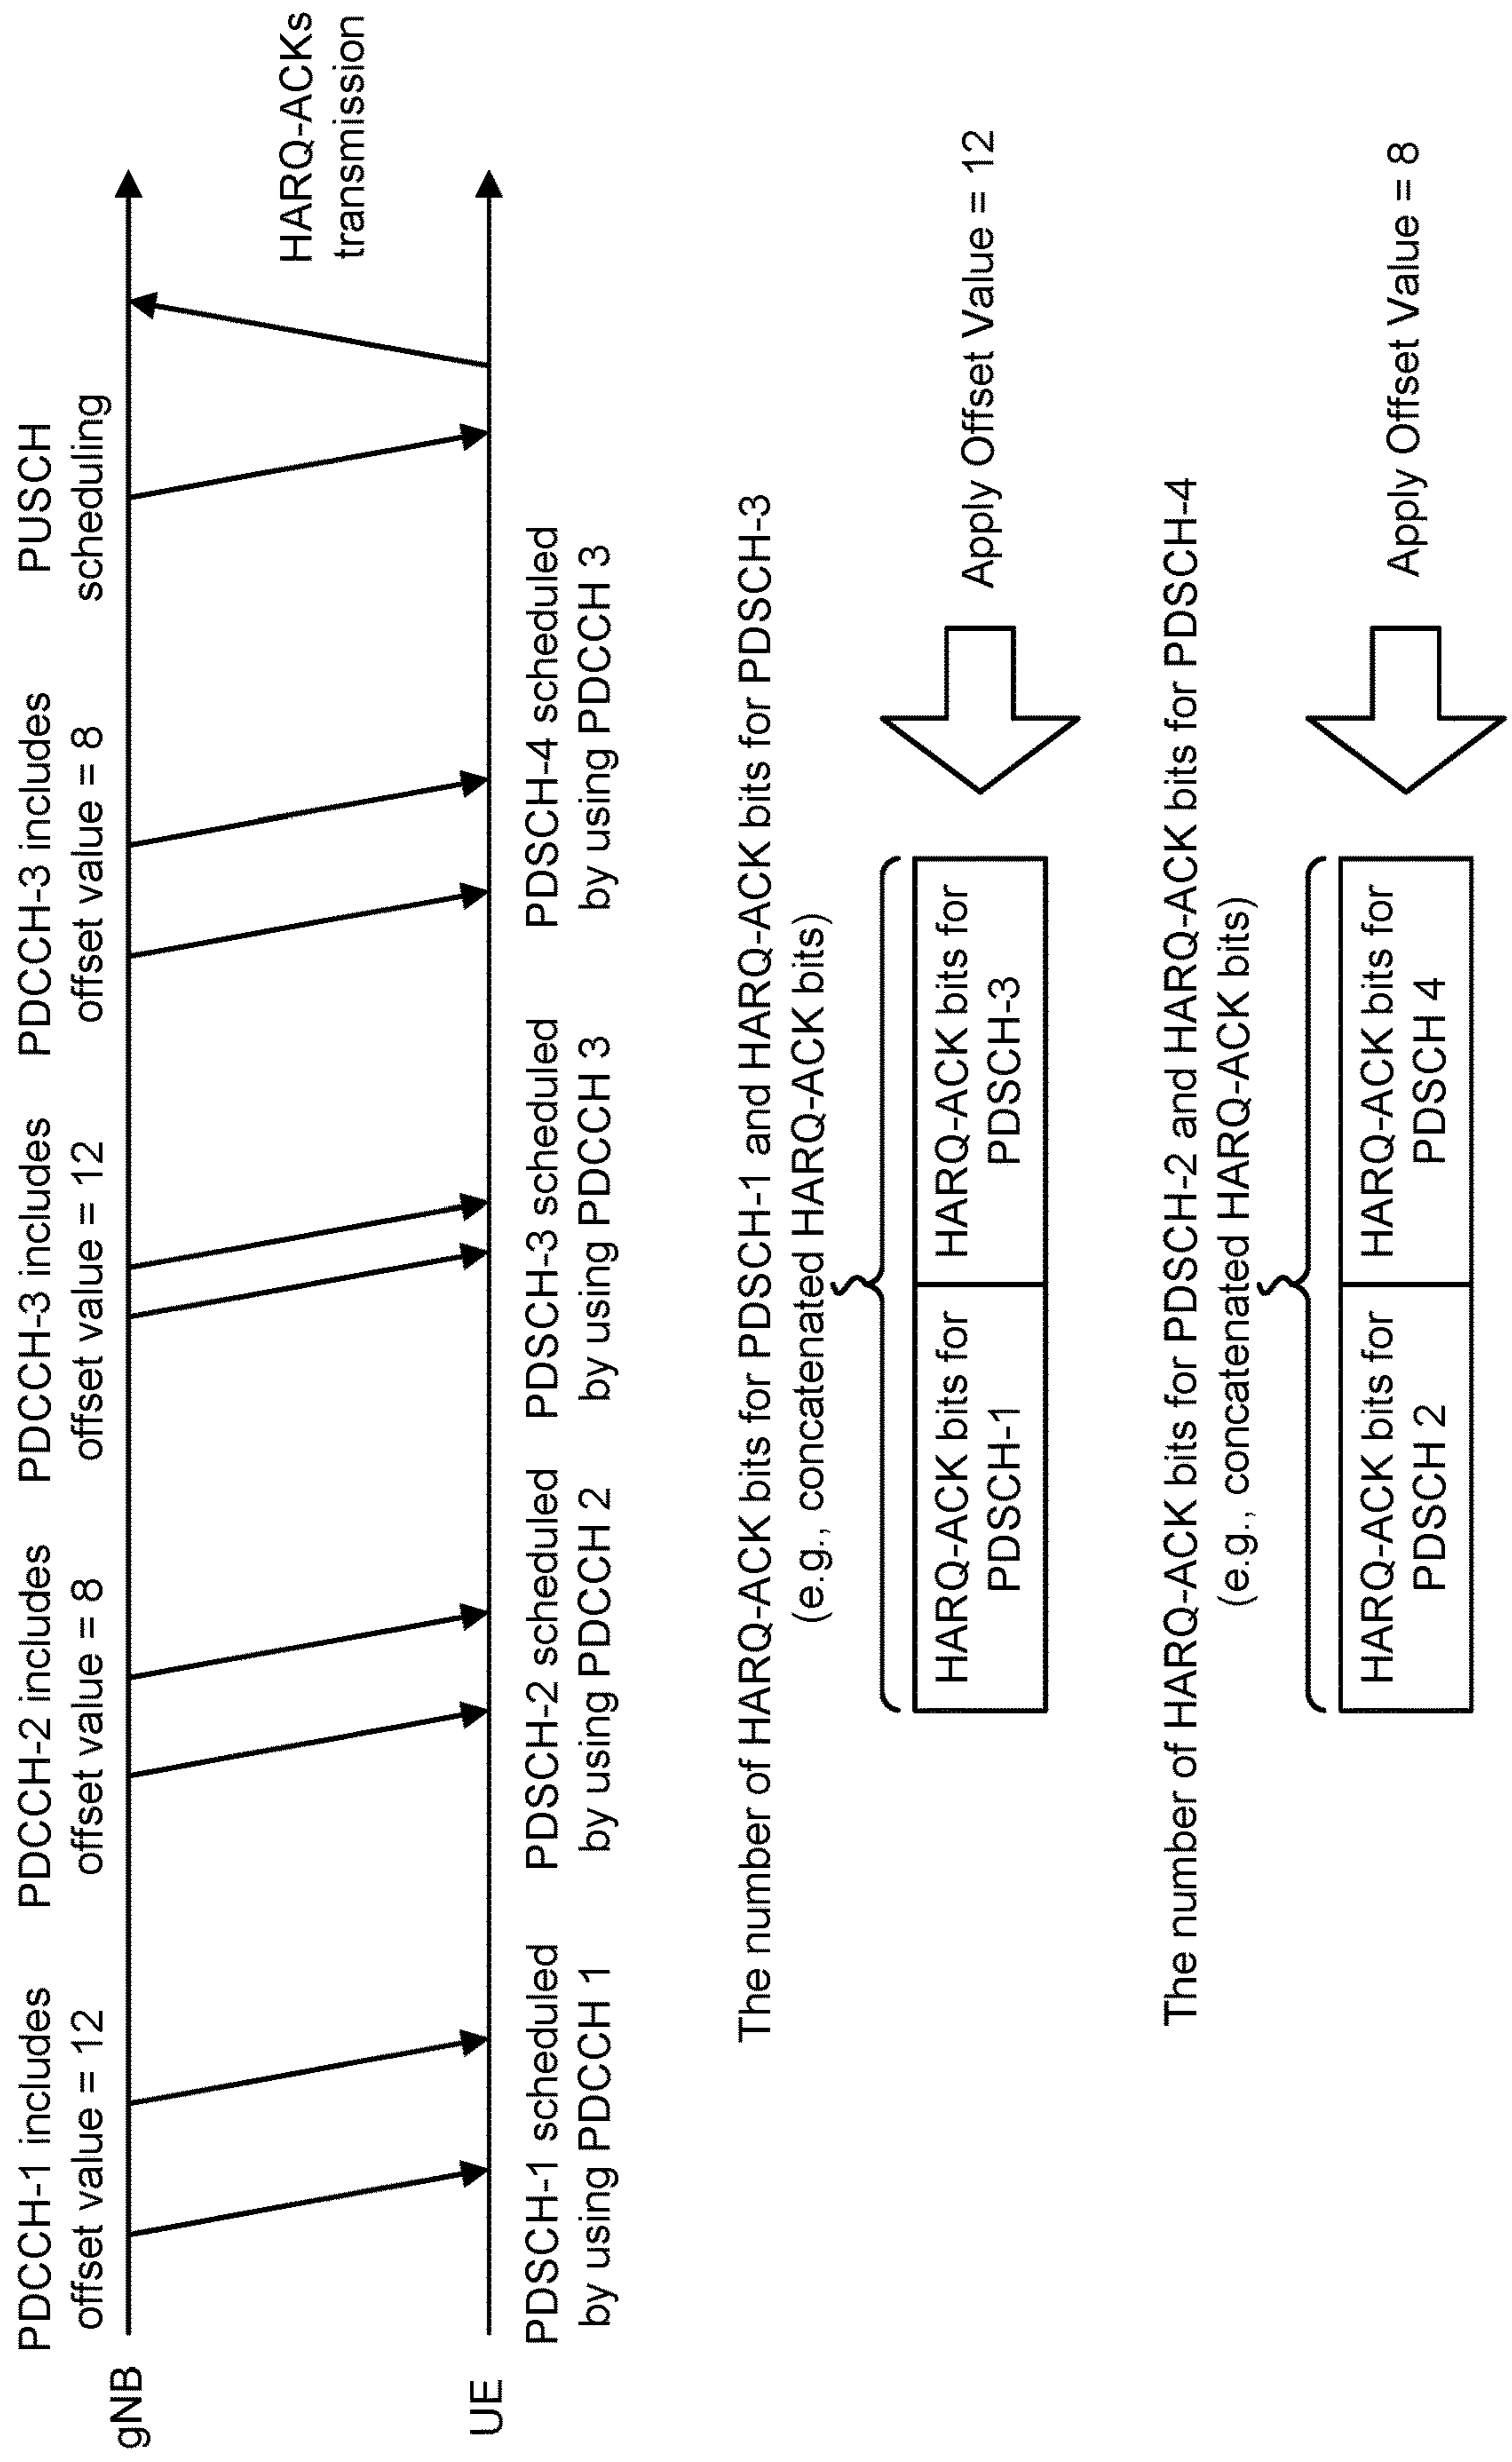 PDCCH-1 includes
offset value = 12
PDCCH-2 includes
offset value = 8
PDCCH-3 includes
offset value = 12
PDCCH-3 includes
offset value = 8
PUSCH
scheduling
gNB
HARQ-ACKs
transmission
UE
PDSCH-1 scheduled
by using PDCCH 1
PDSCH-2 scheduled
by using PDCCH 2
PDSCH-3 scheduled
by using PDCCH 3
PDSCH-4 scheduled
by using PDCCH 3
The number of HARQ-ACK bits for PDSCH-1 and HARQ-ACK bits for PDSCH-3
(e.g., concatenated HARQ-ACK bits)
HARQ-ACK bits for
PDSCH-1
HARQ-ACK bits for
PDSCH-3
Apply Offset Value = 12
The number of HARQ-ACK bits for PDSCH-2 and HARQ-ACK bits for PDSCH-4
(e.g., concatenated HARQ-ACK bits)
HARQ-ACK bits for
PDSCH 2
HARQ-ACK bits for
PDSCH 4
Apply Offset Value = 8